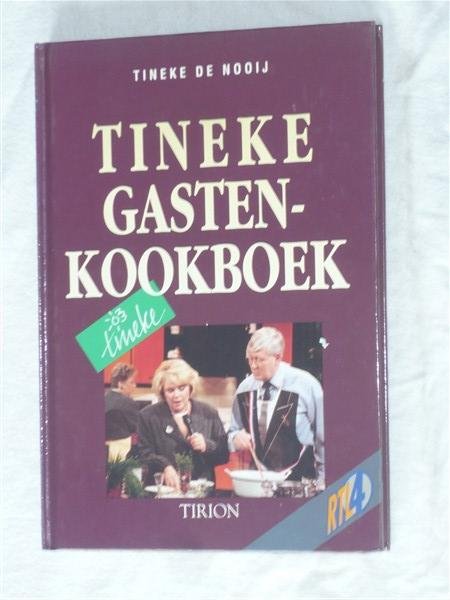 TINEKE DE NOOIJ
TINEKE
GASTEN-
KOOKBOEK
tineke
TIRION
RTL4